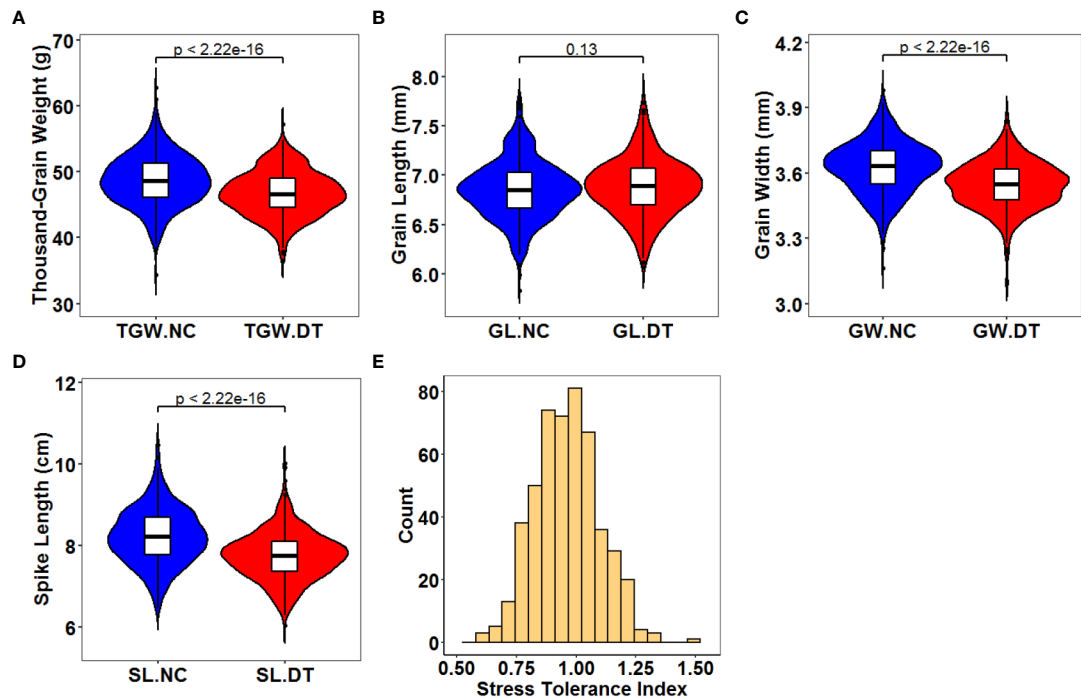 A
Thousand-Grain Weight (g)
70
60
50
40
30
p < 2.22e-16
TGW.NC
TGW.DT
B
Grain Length (mm)
8.0
7.5
7.0
6.5
6.0
0.13
GL.NC
GL.DT
C
Grain Width (mm)
4.2
3.9
3.6
3.3
3.0
p < 2.22e-16
GW.NC
GW.DT
D
Spike Length (cm)
12
10
8
6
p < 2.22e-16
SL.NC
SL.DT
E
Count
80
60
40
20
0
0.50
0.75
1.00
1.25
1.50
Stress Tolerance Index